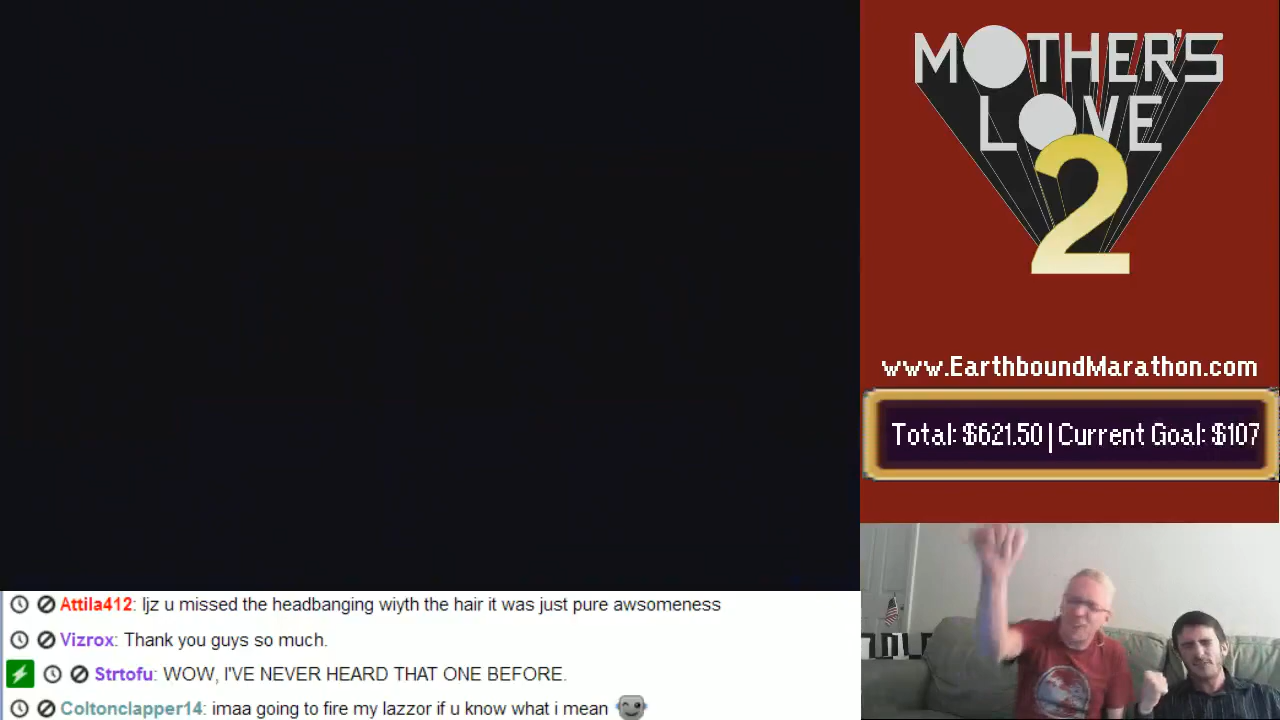 MOTHER'S
LOVE
2
www.EarthboundMarathon.com
Total: $621.50 | Current Goal: $107
Attila412: ljz u missed the headbanging wiyth the hair it was just pure awsomeness
Vizrox: Thank you guys so much.
Strtofu: WOW, I'VE NEVER HEARD THAT ONE BEFORE.
Coltonclapper14: imaa going to fire my lazzor if u know what i mean